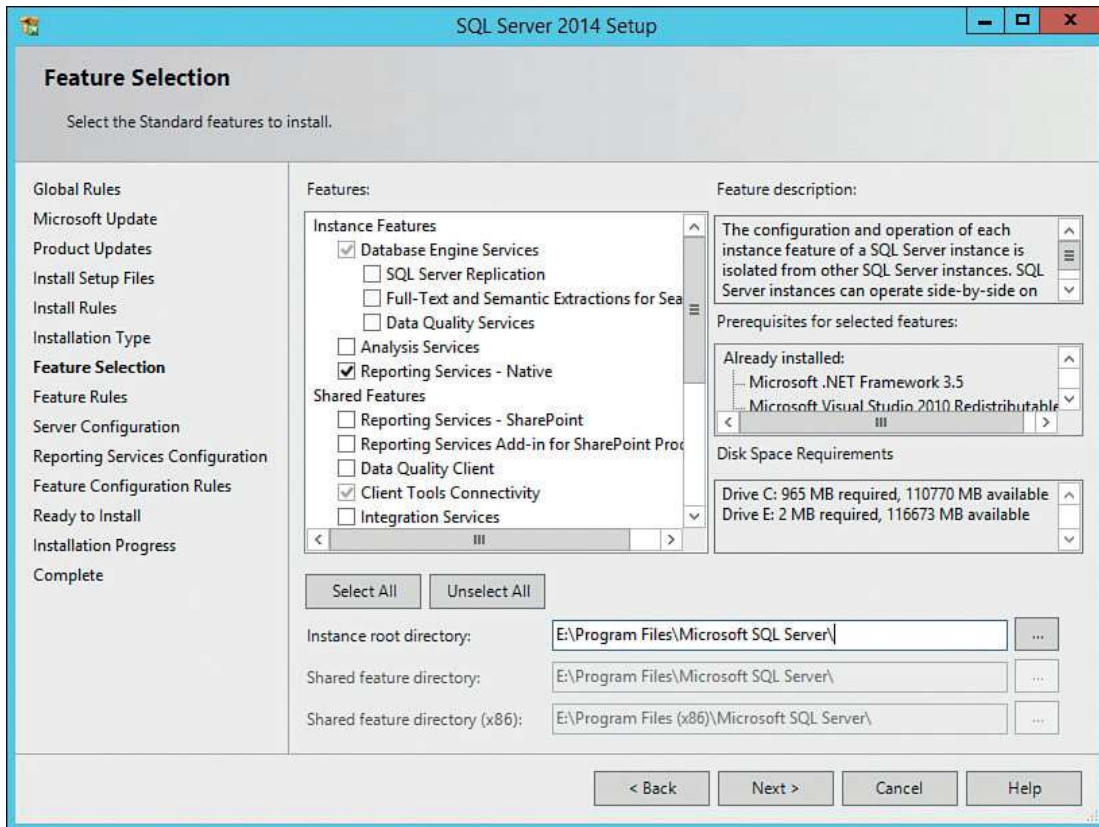 SQL Server 2014 Setup
Feature Selection
Select the Standard features to install.
Global Rules
Microsoft Update
Product Updates
Install Setup Files
Install Rules
Installation Type
Feature Selection
Feature Rules
Server Configuration
Reporting Services Configuration
Feature Configuration Rules
Ready to Install
Installation Progress
Complete
Features:
Instance Features
Database Engine Services
SQL Server Replication
Full-Text and Semantic Extractions for Sea
Data Quality Services
Analysis Services
Reporting Services - Native
Shared Features
Reporting Services - SharePoint
Reporting Services Add-in for SharePoint Proc
Data Quality Client
Client Tools Connectivity
Integration Services
Select All
Unselect All
Feature description:
The configuration and operation of each
instance feature of a SQL Server instance is
isolated from other SQL Server instances. SQL
Server instances can operate side-by-side on
Prerequisites for selected features:
Already installed:
Microsoft .NET Framework 3.5
Microsoft Visual Studio 2010 Redistributable
Disk Space Requirements
Drive C: 965 MB required, 110770 MB available
Drive E: 2 MB required, 116673 MB available
Instance root directory: E:\Program Files\Microsoft SQL Server\ ...
Shared feature directory: E:\Program Files\Microsoft SQL Server\ ...
Shared feature directory (x86): E:\Program Files (x86)\Microsoft SQL Server\ ...
< Back
Next >
Cancel
Help